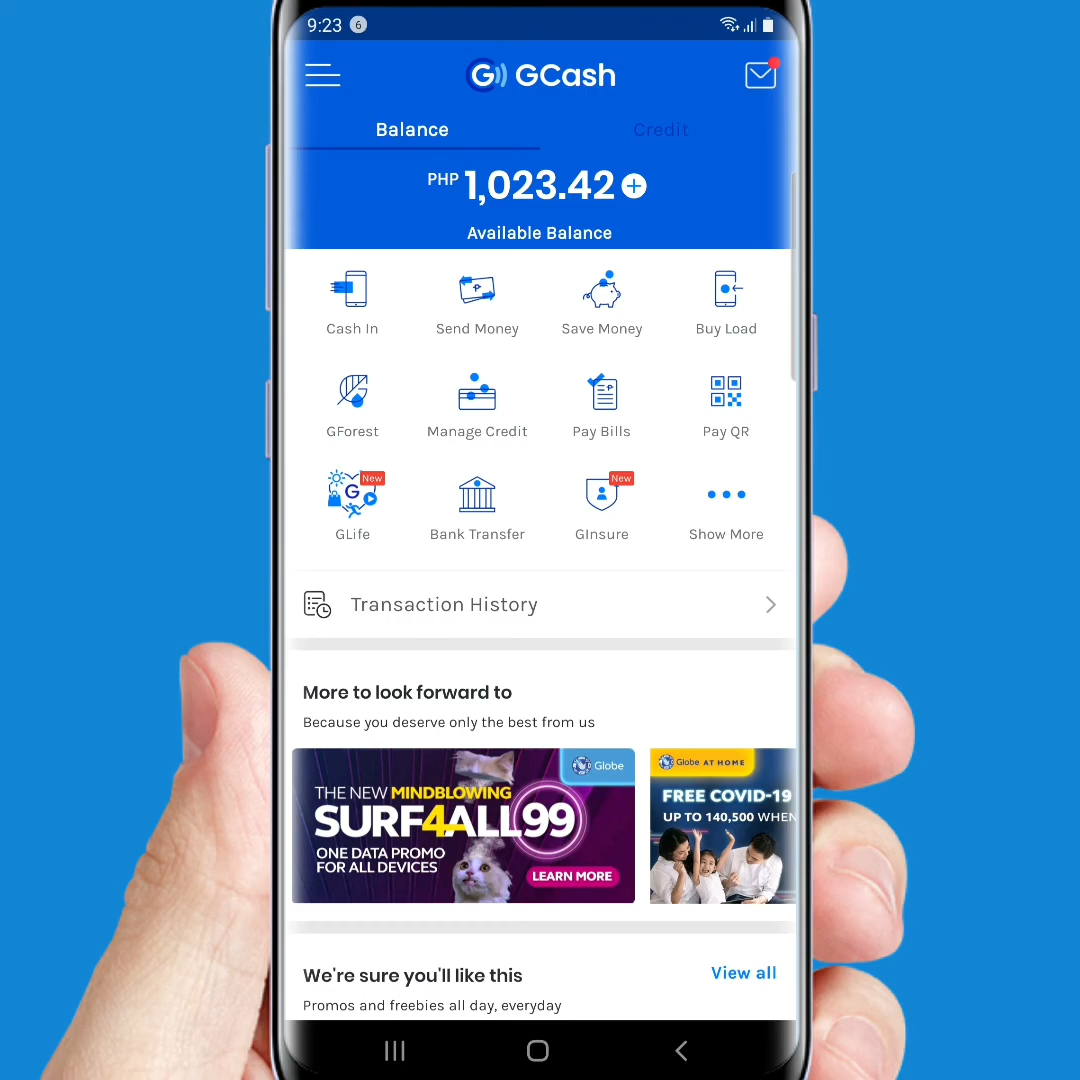 9:23 6
GCash
Balance Credit
PHP 1,023.42
Available Balance
Cash In Send Money Save Money Buy Load
GForest Manage Credit Pay Bills Pay QR
New New
GLife Bank Transfer GInsure Show More
Transaction History
More to look forward to
Because you deserve only the best from us
Globe
THE NEW MINDBLOWING
SURF4ALL99
ONE DATA PROMO
FOR ALL DEVICES
LEARN MORE
Globe AT HOME
FREE COVID-19
UP TO 140,500 WHEN
We're sure you'll like this View all
Promos and freebies all day, everyday